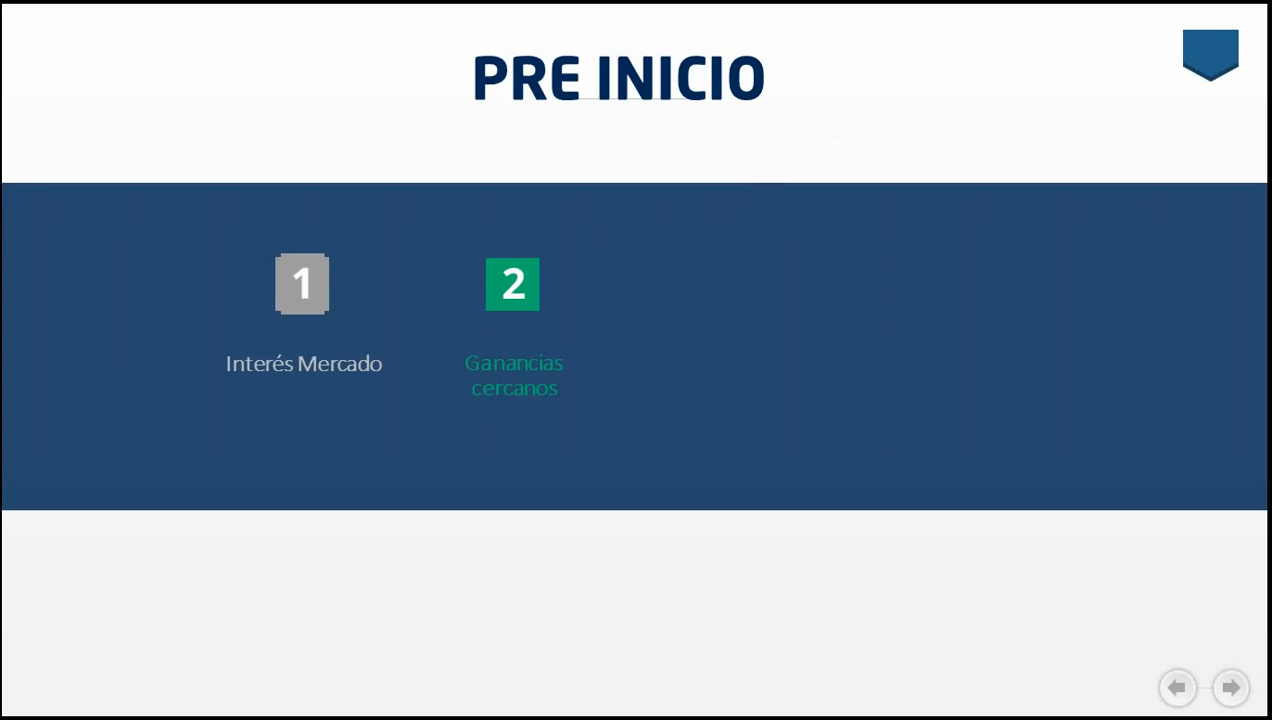 PRE INICIO
1
2
Interés Mercado
Ganancias
cercanos